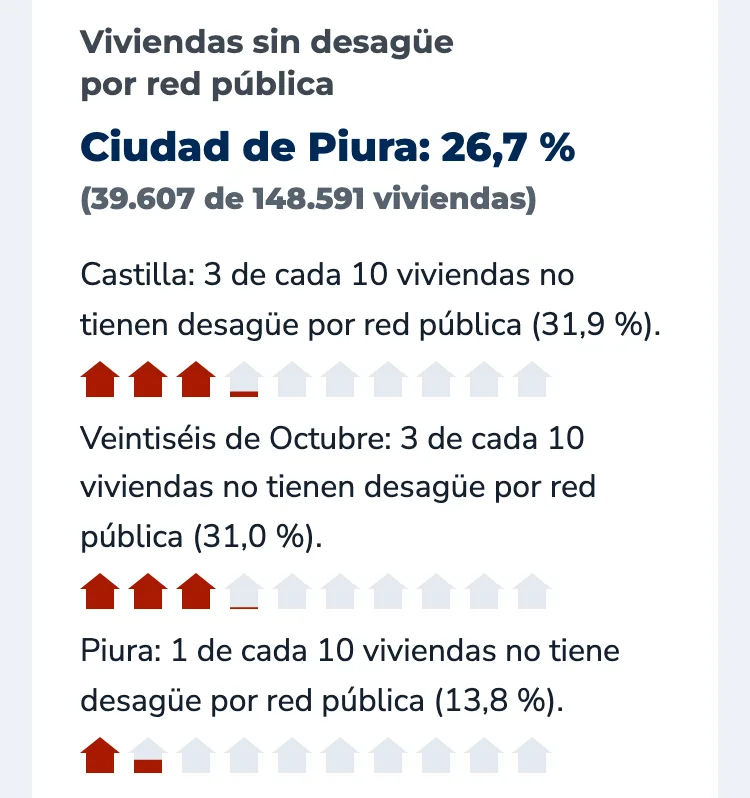 Viviendas sin desagüe
por red pública
Ciudad de Piura: 26,7 %
(39.607 de 148.591 viviendas)
Castilla: 3 de cada 10 viviendas no
tienen desagüe por red pública (31,9 %).
Veintiséis de Octubre: 3 de cada 10
viviendas no tienen desagüe por red
pública (31,0 %).
Piura: 1 de cada 10 viviendas no tiene
desagüe por red pública (13,8 %).